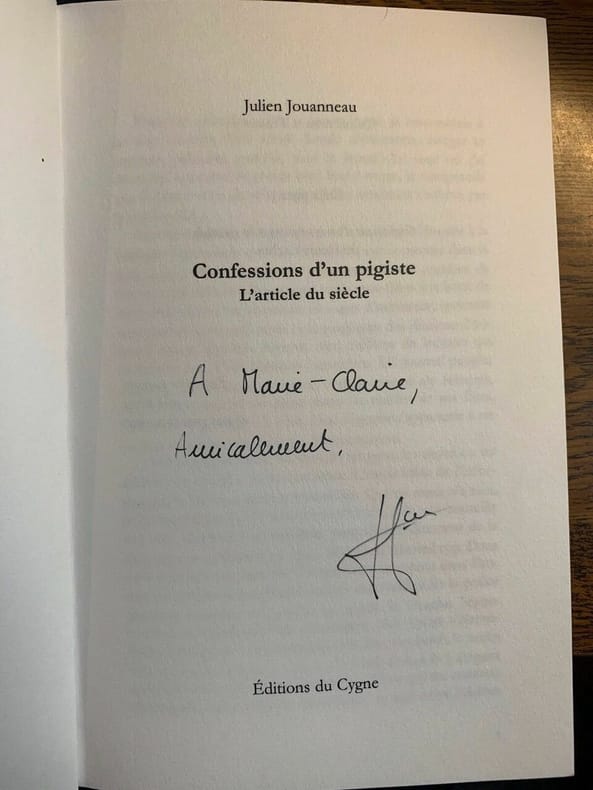 Julien Jouanneau
Confessions d'un pigiste
L'article du siècle
A Marie-Claire,
Amicalement,
Éditions du Cygne